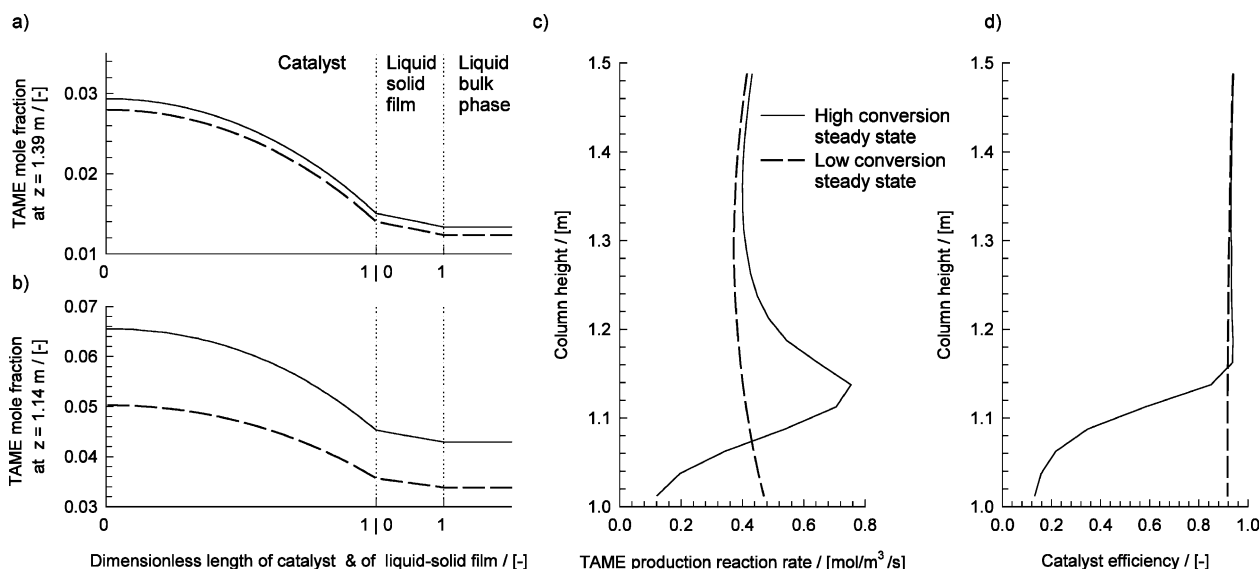 a)
TAME mole fraction
at z = 1.39 m / [-]
0.03
0.02
0.01
Catalyst
Liquid
solid
film
Liquid
bulk
phase
0
1|0
1
b)
TAME mole fraction
at z = 1.14 m / [-]
0.07
0.06
0.05
0.04
0.03
0
1|0
1
Dimensionless length of catalyst & of liquid-solid film / [-]
c)
Column height / [m]
1.5
1.4
1.3
1.2
1.1
1.0
High conversion
steady state
Low conversion
steady state
0.0 0.2 0.4 0.6 0.8
TAME production reaction rate / [mol/m³/s]
d)
Column height / [m]
1.5
1.4
1.3
1.2
1.1
1.0
0.0 0.2 0.4 0.6 0.8 1.0
Catalyst efficiency / [-]